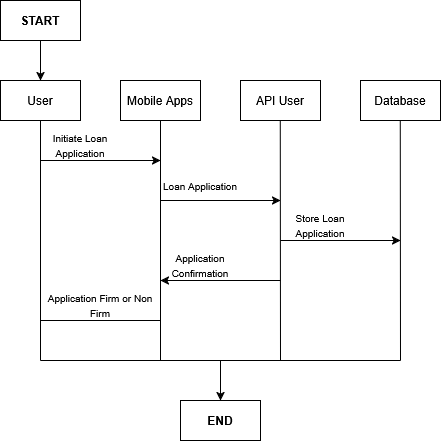 START
User
Mobile Apps
API User
Database
Initiate Loan
Application
Loan Application
Store Loan
Application
Application
Confirmation
Application Firm or Non
Firm
END